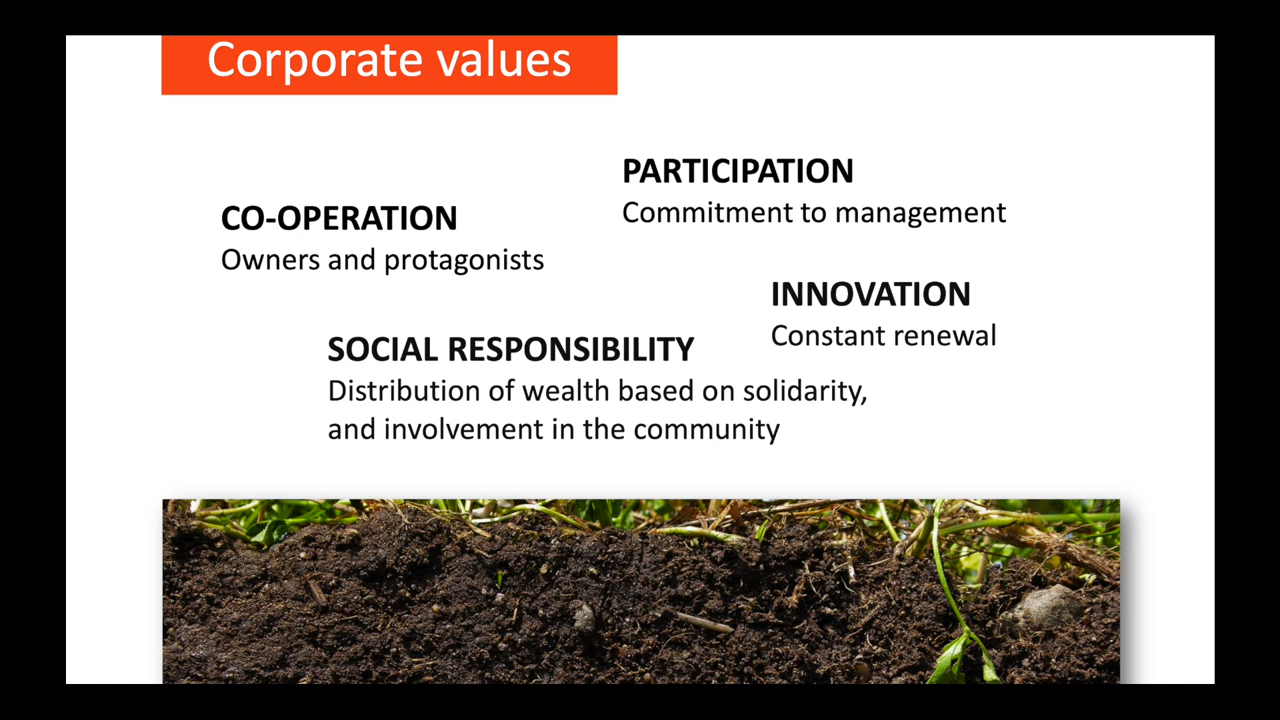 Corporate values
CO-OPERATION
Owners and protagonists
PARTICIPATION
Commitment to management
INNOVATION
Constant renewal
SOCIAL RESPONSIBILITY
Distribution of wealth based on solidarity,
and involvement in the community